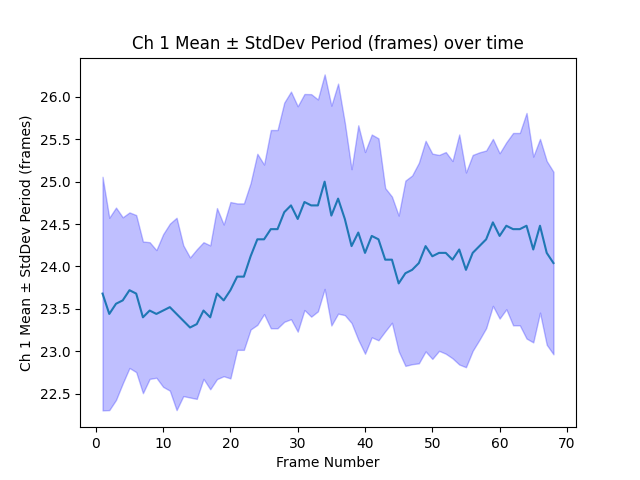 Ch 1 Mean ± StdDev Period (frames) over time
Ch 1 Mean ± StdDev Period (frames)
26.0
25.5
25.0
24.5
24.0
23.5
23.0
22.5
0 10 20 30 40 50 60 70
Frame Number